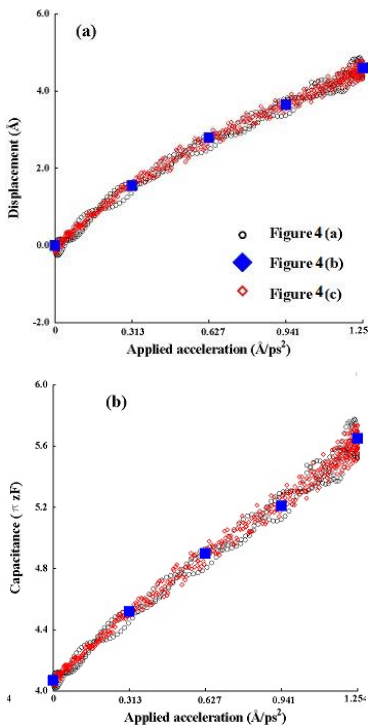 (a)
6.0
4.0
2.0
0.0
-2.0
Displacement (Å)
Figure 4 (a)
Figure 4 (b)
Figure 4 (c)
0 0.313 0.627 0.941 1.25
Applied acceleration (Å/ps²)
(b)
6.0
5.6
5.2
4.8
4.4
4.0
Capacitance (π zF)
4 0 0.313 0.627 0.941 1.254
Applied acceleration (Å/ps²)